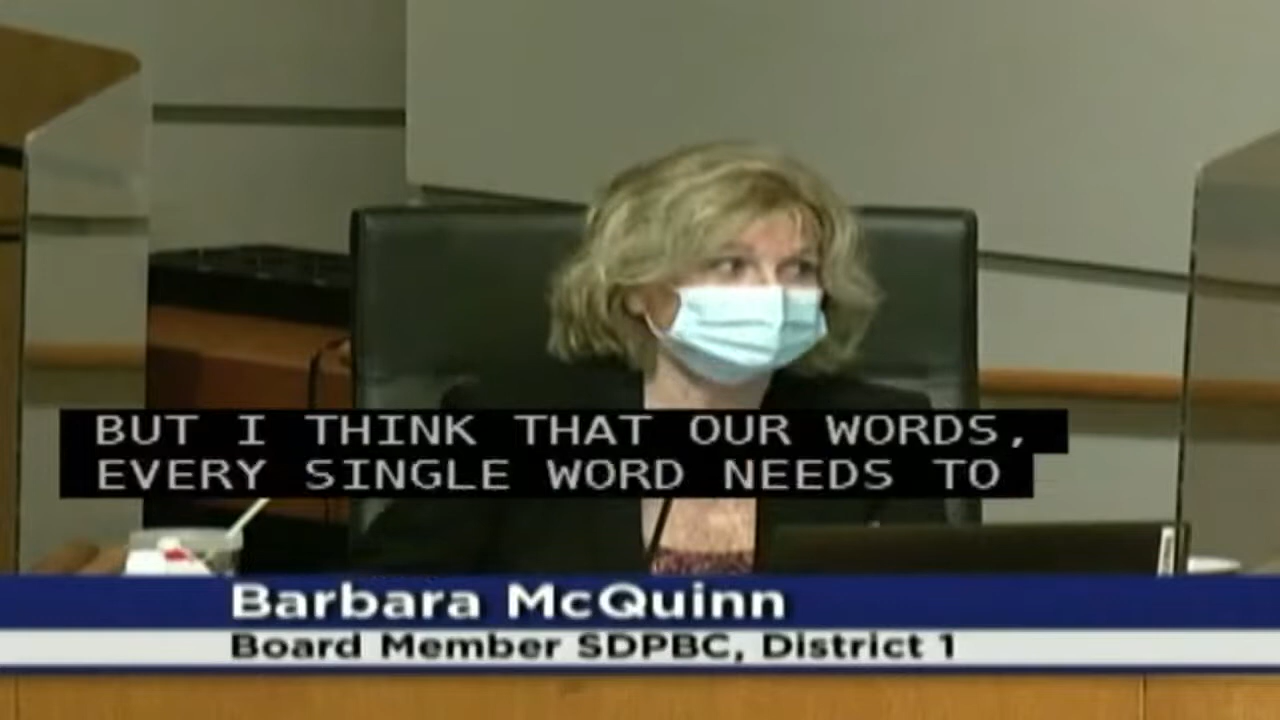 BUT I THINK THAT OUR WORDS,
EVERY SINGLE WORD NEEDS TO
Barbara McQuinn
Board Member SDPBC, District 1